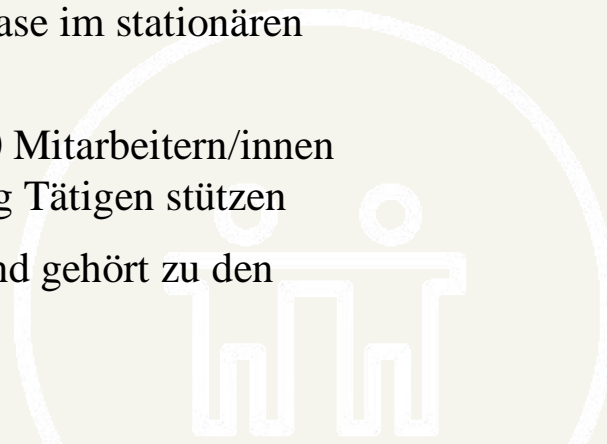 ase im stationären
Mitarbeitern/innen
g Tätigen stützen
nd gehört zu den